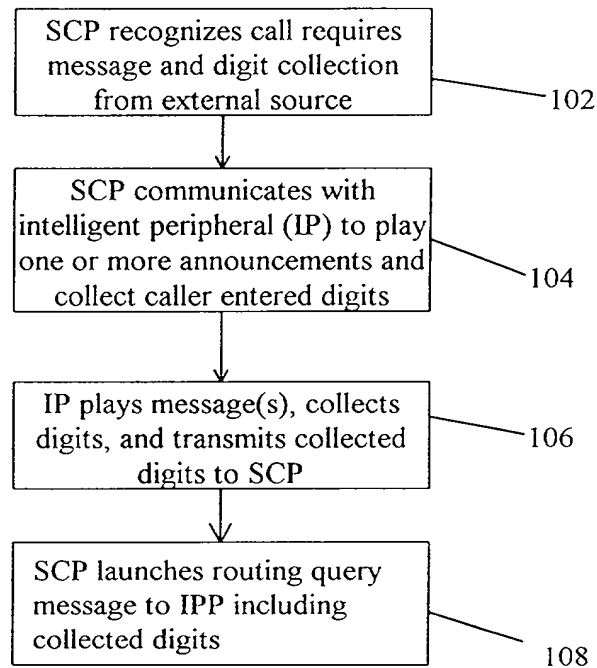 SCP recognizes call requires
message and digit collection
from external source
102
SCP communicates with
intelligent peripheral (IP) to play
one or more announcements and
collect caller entered digits
104
IP plays message(s), collects
digits, and transmits collected
digits to SCP
106
SCP launches routing query
message to IPP including
collected digits
108